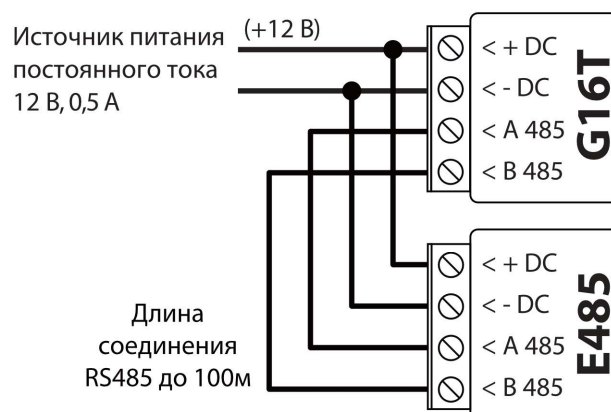 Источник питания
постоянного тока
12 В, 0,5 А
(+12 В)
< + DC
< - DC
< A 485
< B 485
G16T
< + DC
< - DC
< A 485
< B 485
E485
Длина
соединения
RS485 до 100м